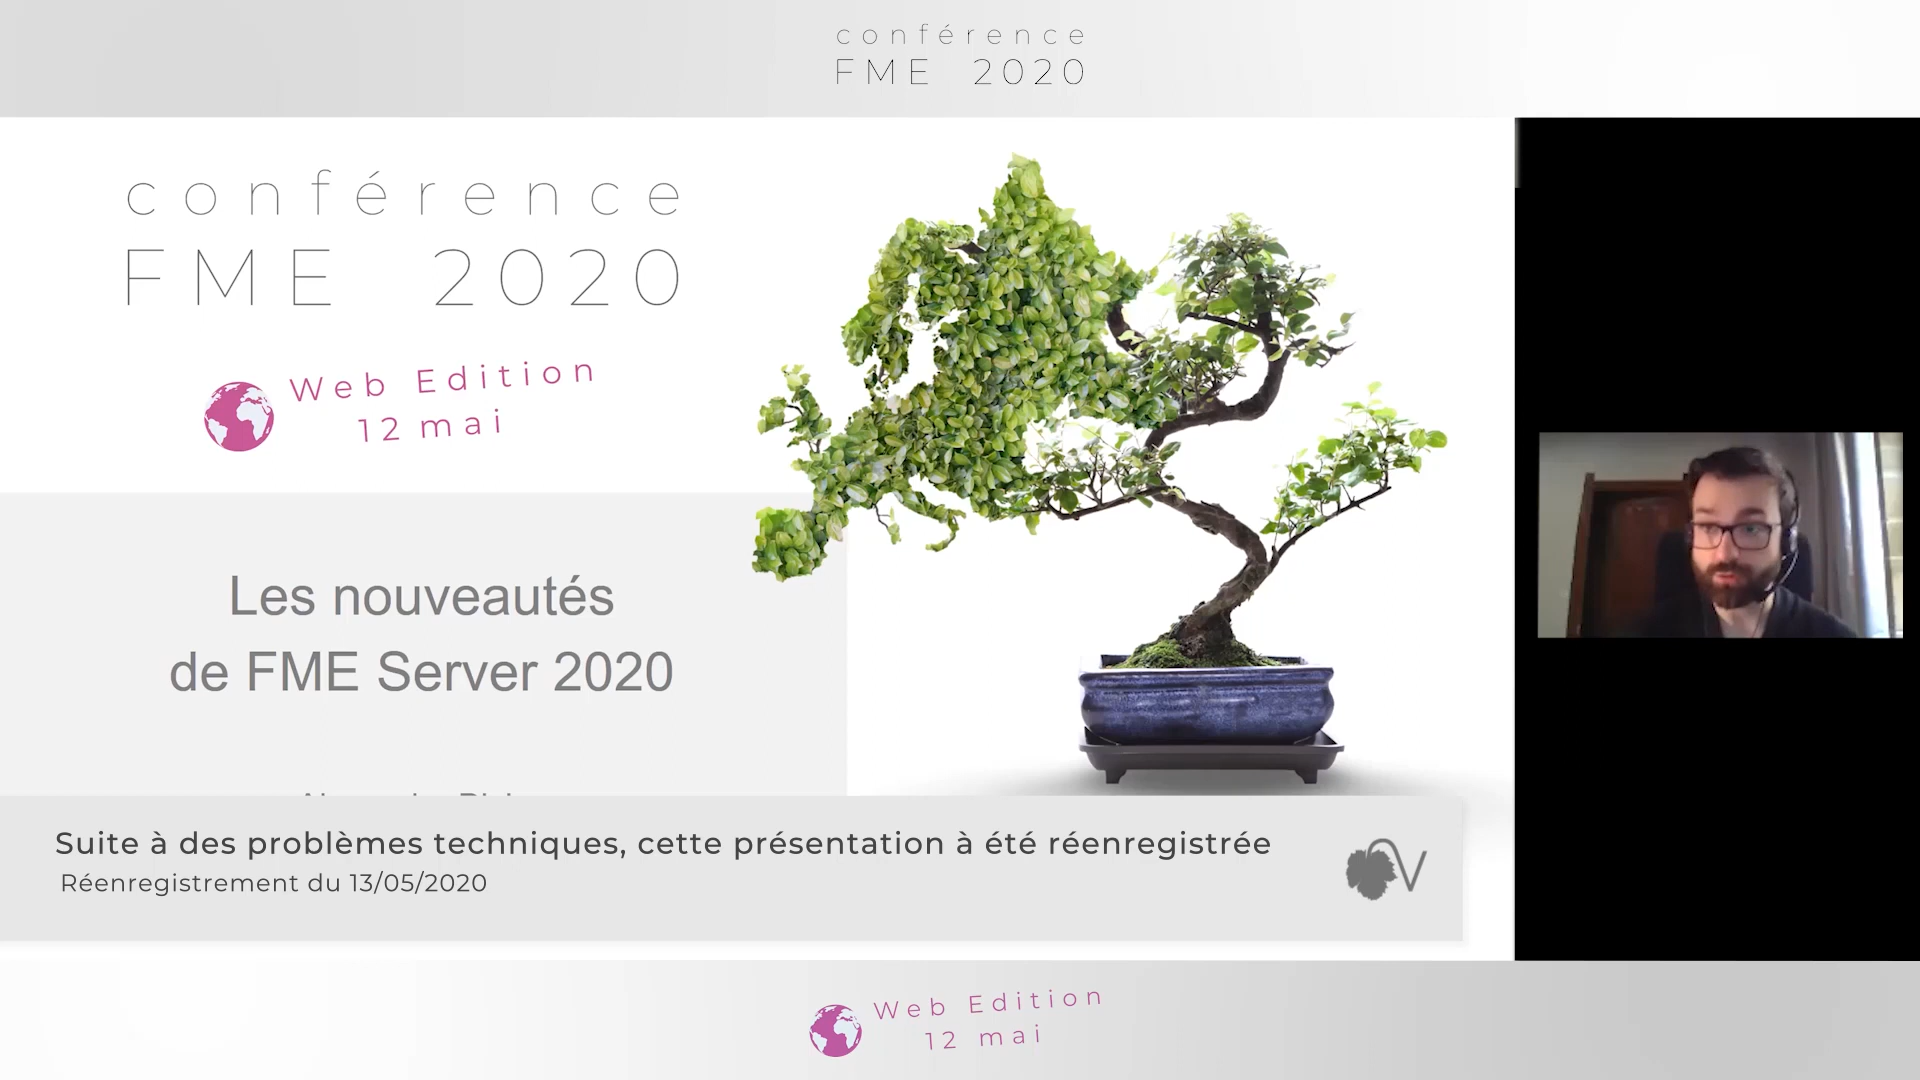 conférence
FME 2020
conférence
FME 2020
Web Edition
12 mai
Les nouveautés
de FME Server 2020
Suite à des problèmes techniques, cette présentation à été réenregistrée
Réenregistrement du 13/05/2020
V
Web Edition
12 mai